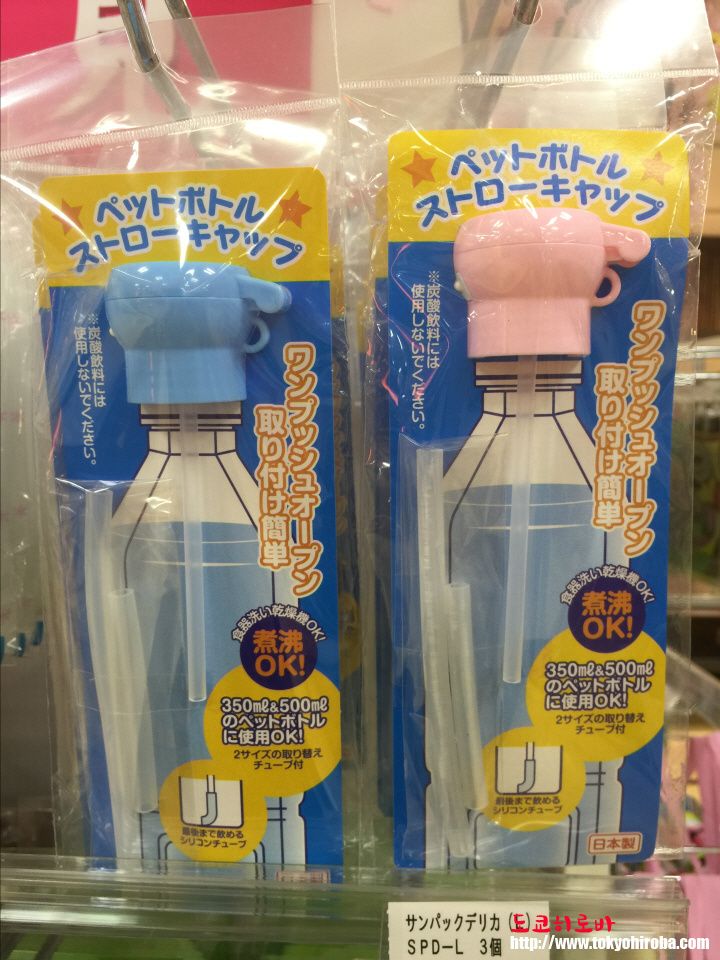 ペットボトル
ストローキャップ
※炭酸飲料には
使用しないでください。
ワンプッシュオープン
取り付け簡単
食器洗い乾燥機OK!
煮沸
OK!
350㎖&500㎖
のペットボトル
に使用OK!
2サイズの取り替え
チューブ付
最後まで飲める
シリコンチューブ
ペットボトル
ストローキャップ
※炭酸飲料には
使用しないでください。
ワンプッシュオープン
取り付け簡単
食器洗い乾燥機OK!
煮沸
OK!
350㎖&500㎖
のペットボトル
に使用OK!
2サイズの取り替え
チューブ付
最後まで飲める
シリコンチューブ
日本製
サンパックデリカ
SPD-L 3個
도쿄히로바
http://www.tokyohiroba.com